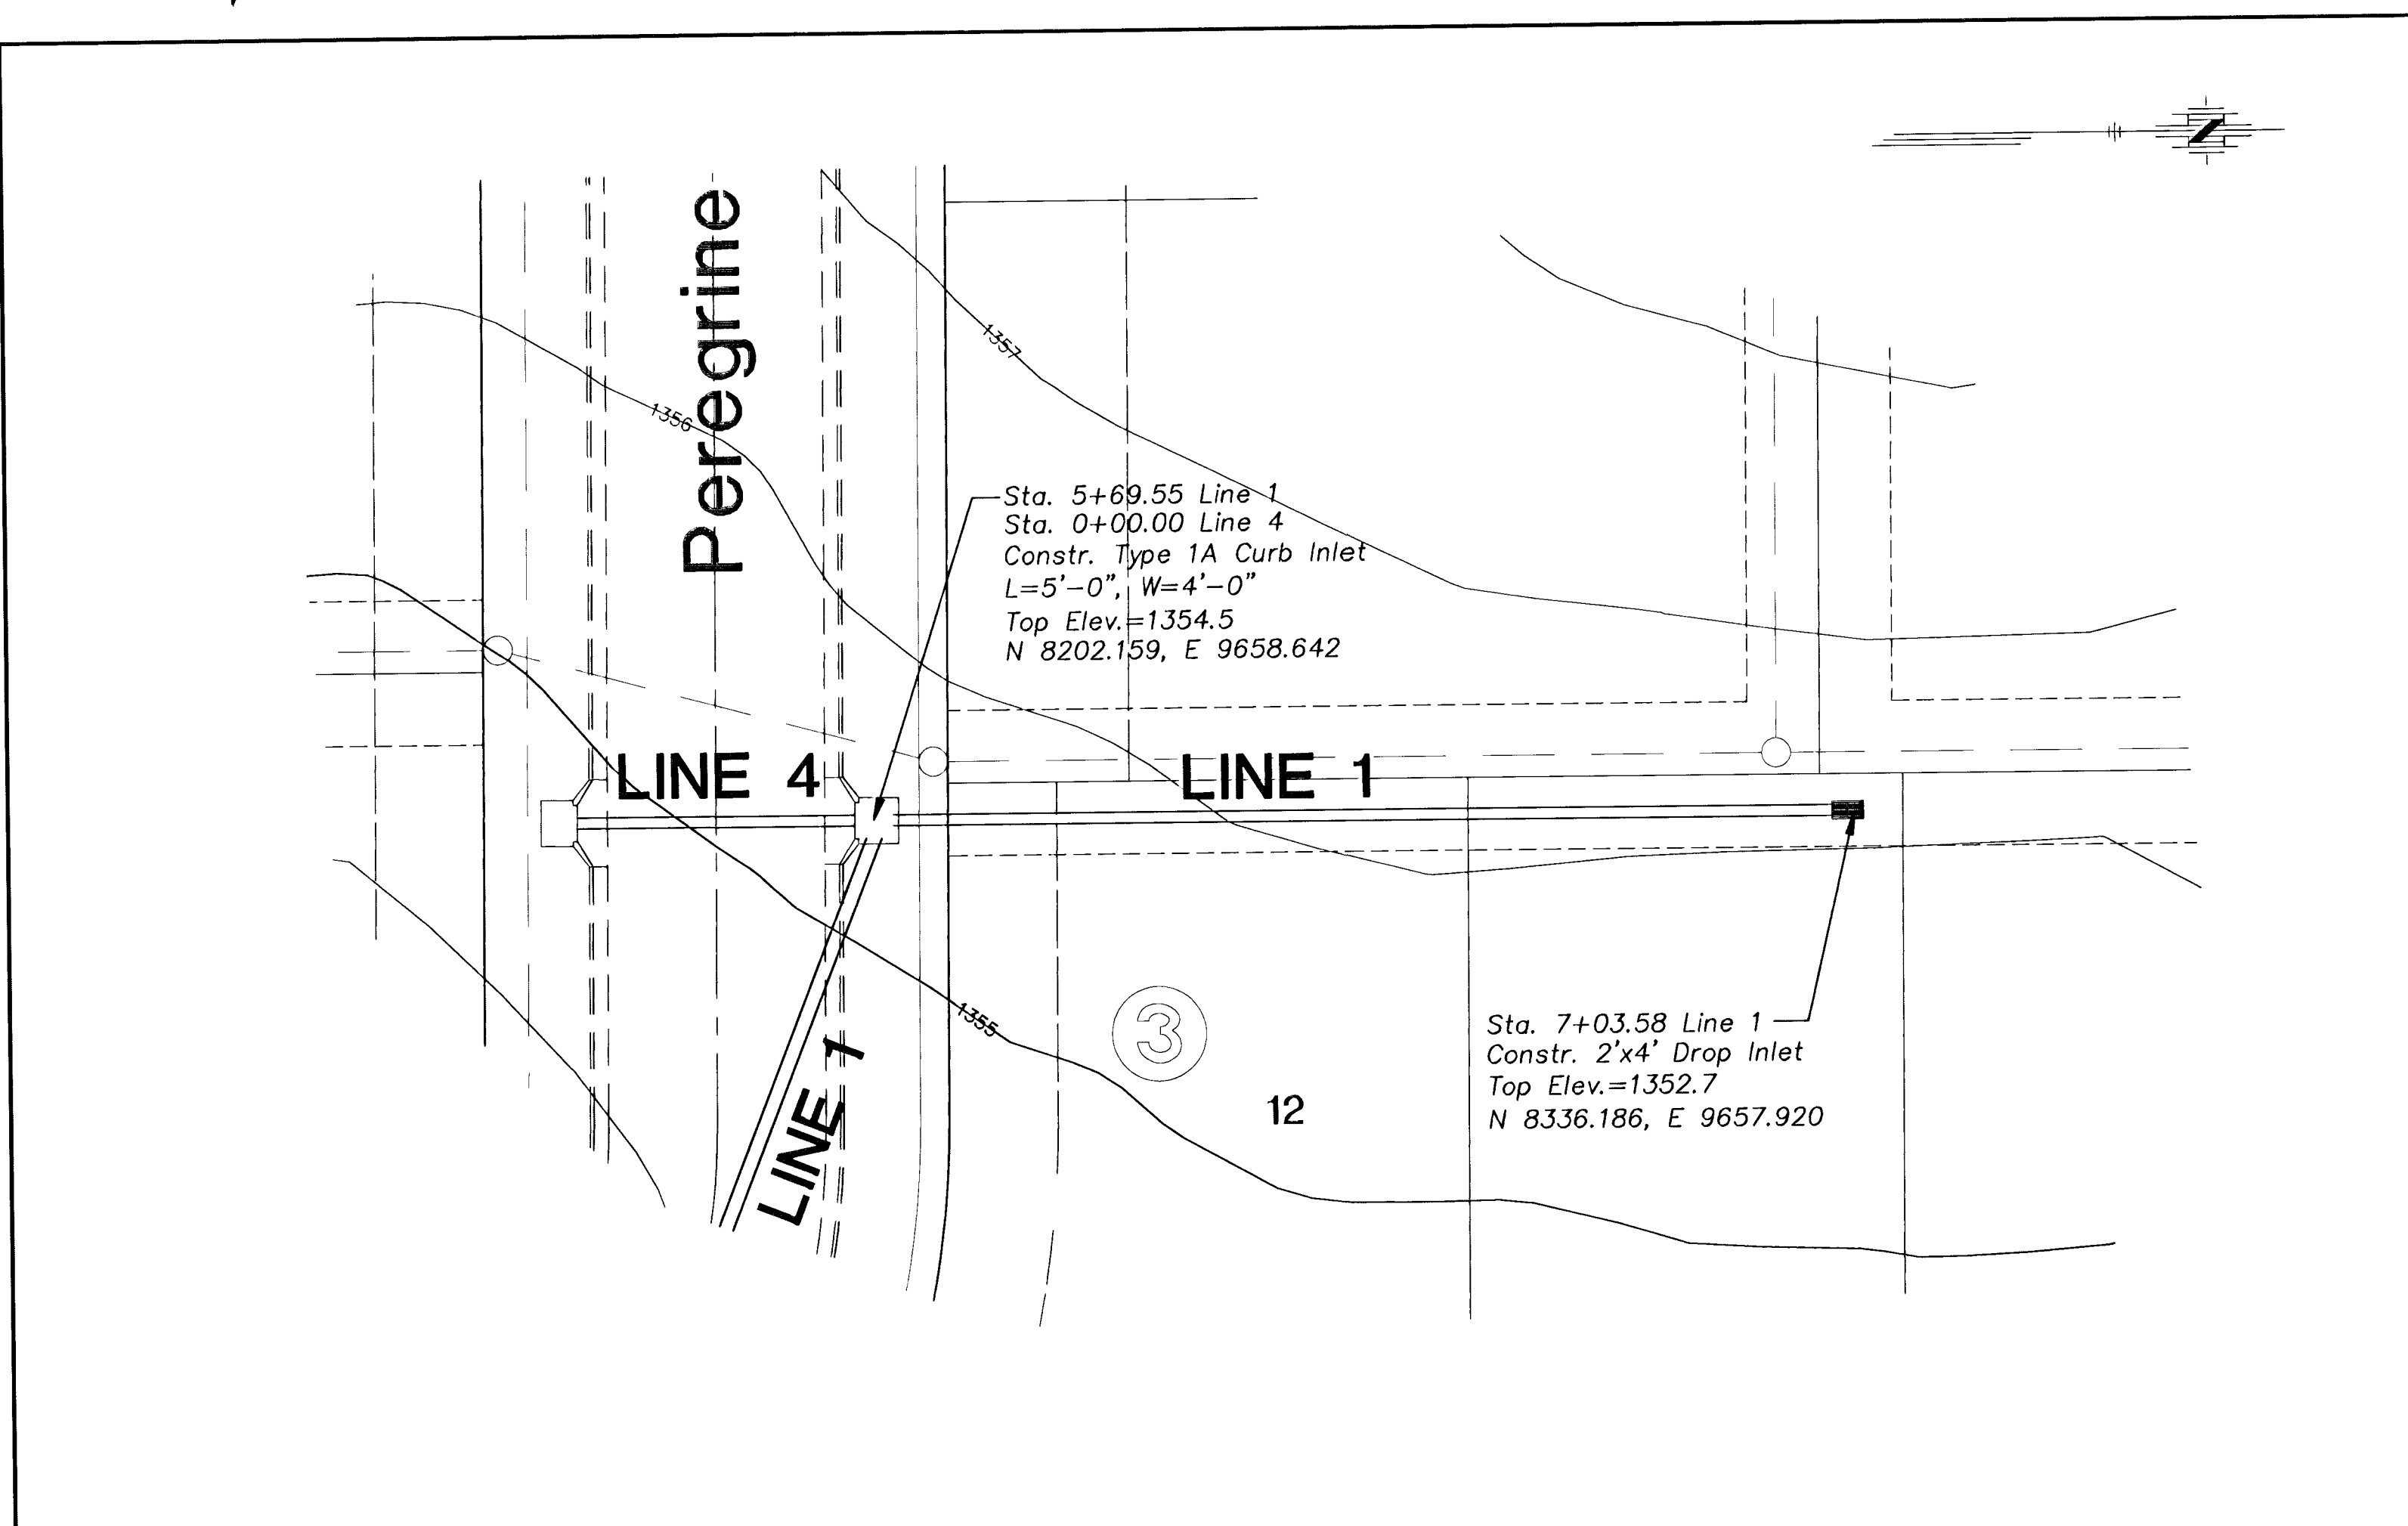 N
Peregrine
1357
1356
Sta. 5+69.55 Line 1
Sta. 0+00.00 Line 4
Constr. Type 1A Curb Inlet
L=5'-0", W=4'-0"
Top Elev.=1354.5
N 8202.159, E 9658.642
LINE 4
LINE 1
1355
3
LINE 1
12
Sta. 7+03.58 Line 1
Constr. 2'x4' Drop Inlet
Top Elev.=1352.7
N 8336.186, E 9657.920